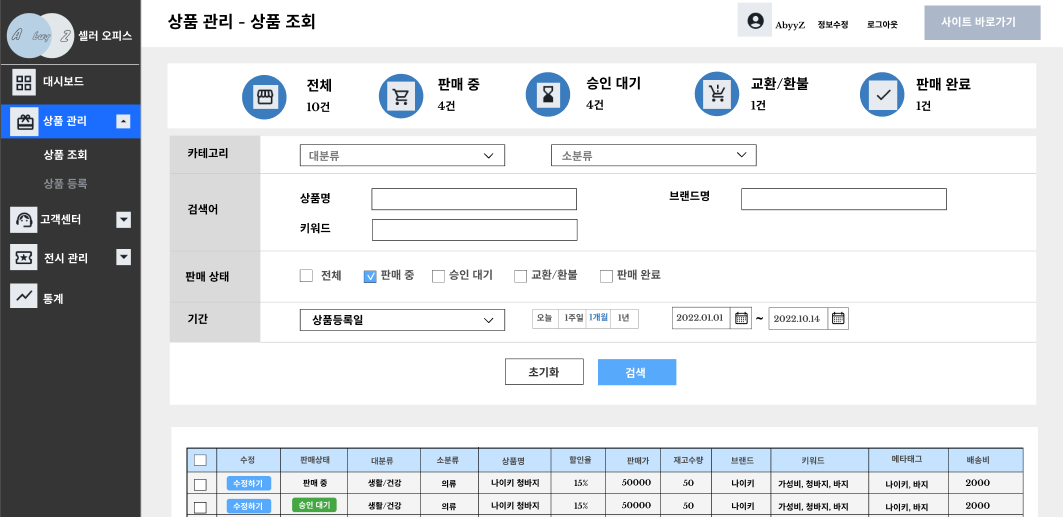 A buy Z 셀러 오피스
대시보드
상품 관리
상품 조회
상품 등록
고객센터
전시 관리
통계
상품 관리 - 상품 조회
AbyyZ 정보수정 로그아웃 사이트 바로가기
전체 10건
판매 중 4건
승인 대기 4건
교환/환불 1건
판매 완료 1건
카테고리 대분류 소분류
검색어 상품명 브랜드명
키워드
판매 상태 전체 판매 중 승인 대기 교환/환불 판매 완료
기간 상품등록일 오늘 1주일 1개월 1년 2022.01.01 ~ 2022.10.14
초기화 검색
수정 판매상태 대분류 소분류 상품명 할인율 판매가 재고수량 브랜드 키워드 메타태그 배송비
수정하기 판매 중 생활/건강 의류 나이키 청바지 15% 50000 50 나이키 가성비, 청바지, 바지 나이키, 바지 2000
수정하기 승인 대기 생활/건강 의류 나이키 청바지 15% 50000 50 나이키 가성비, 청바지, 바지 나이키, 바지 2000